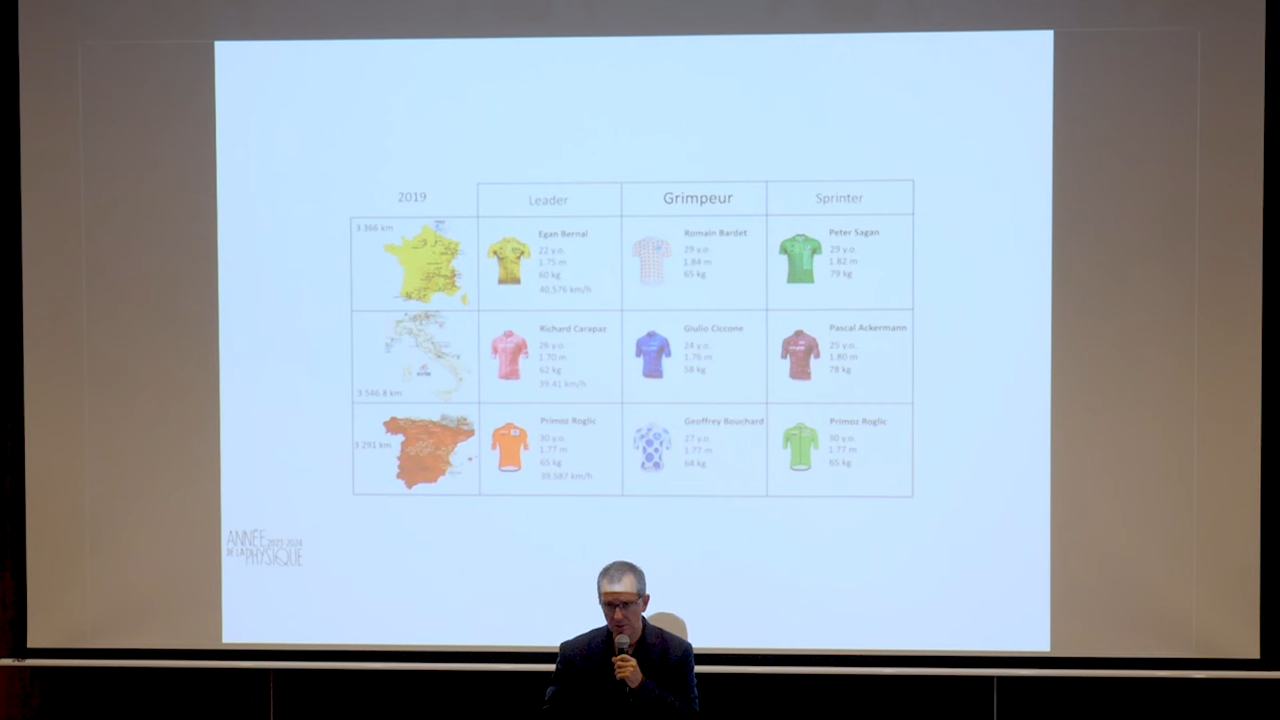 2019
Leader
Grimpeur
Sprinter
3 366 km
Egan Bernal
22 y.o.
1.75 m
60 kg
40,576 km/h
Romain Bardet
29 y.o.
1.84 m
65 kg
Peter Sagan
29 y.o.
1.82 m
79 kg
3 546.8 km
Richard Carapaz
26 y.o.
1.70 m
62 kg
39.41 km/h
Giulio Ciccone
24 y.o.
1.76 m
58 kg
Pascal Ackermann
25 y.o.
1.80 m
78 kg
3 291 km
Primoz Roglic
30 y.o.
1.77 m
65 kg
39,587 km/h
Geoffrey Bouchard
27 y.o.
1.77 m
64 kg
Primoz Roglic
30 y.o.
1.77 m
65 kg
ANNÉE 2023-2024
DE LA PHYSIQUE